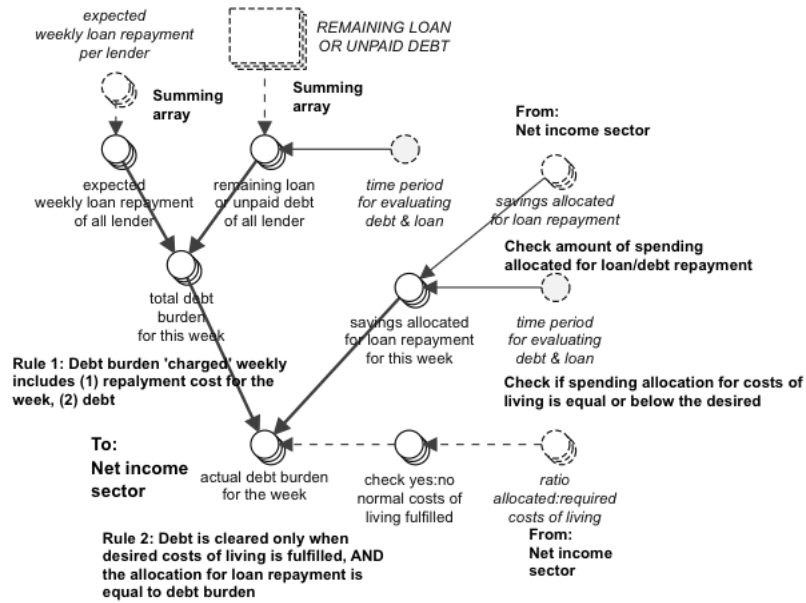 expected
weekly loan repayment
per lender
REMAINING LOAN
OR UNPAID DEBT
Summing
array
Summing
array
From:
Net income sector
expected
weekly loan repayment
of all lender
remaining loan
or unpaid debt
of all lender
time period
for evaluating
debt & loan
savings allocated
for loan repayment
Check amount of spending
allocated for loan/debt repayment
total debt
burden
for this week
savings allocated
for loan repayment
for this week
time period
for evaluating
debt & loan
Rule 1: Debt burden 'charged' weekly
includes (1) repalyment cost for the
week, (2) debt
Check if spending allocation for costs of
living is equal or below the desired
To:
Net income
sector
actual debt burden
for the week
check yes:no
normal costs of
living fulfilled
ratio
allocated:required
costs of living
From:
Net income
sector
Rule 2: Debt is cleared only when
desired costs of living is fulfilled, AND
the allocation for loan repayment is
equal to debt burden